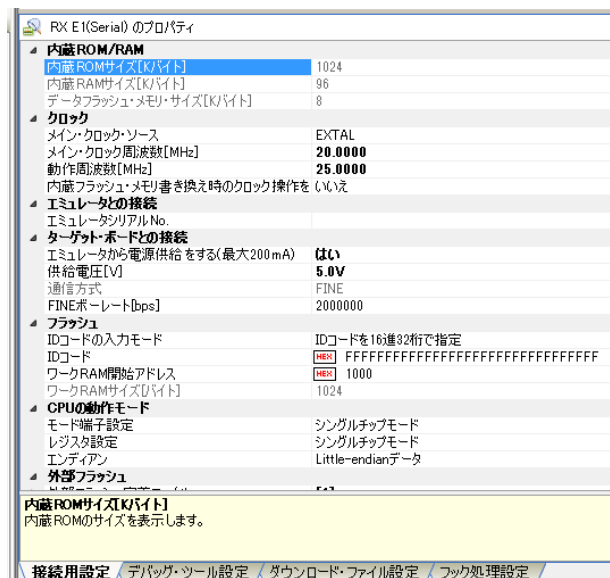 RX E1(Serial) のプロパティ
内蔵ROM/RAM
内蔵ROMサイズ[Kバイト] 1024
内蔵RAMサイズ[Kバイト] 96
データフラッシュ・メモリ・サイズ[Kバイト] 8
クロック
メイン・クロック・ソース EXTAL
メイン・クロック周波数[MHz] 20.0000
動作周波数[MHz] 25.0000
内蔵フラッシュ・メモリ書き換え時のクロック操作を いいえ
エミュレータとの接続
エミュレータシリアルNo.
ターゲット・ボードとの接続
エミュレータから電源供給をする(最大200mA) はい
供給電圧[V] 5.0V
通信方式 FINE
FINEボーレート[bps] 2000000
フラッシュ
IDコードの入力モード IDコードを16進32桁で指定
IDコード HEX FFFFFFFFFFFFFFFFFFFFFFFFFFFFFFFF
ワークRAM開始アドレス HEX 1000
ワークRAMサイズ[バイト] 1024
CPUの動作モード
モード端子設定 シングルチップモード
レジスタ設定 シングルチップモード
エンディアン Little-endianデータ
外部フラッシュ
内蔵ROMサイズ[Kバイト]
内蔵ROMのサイズを表示します。
接続用設定 デバッグ・ツール設定 ダウンロード・ファイル設定 フック処理設定